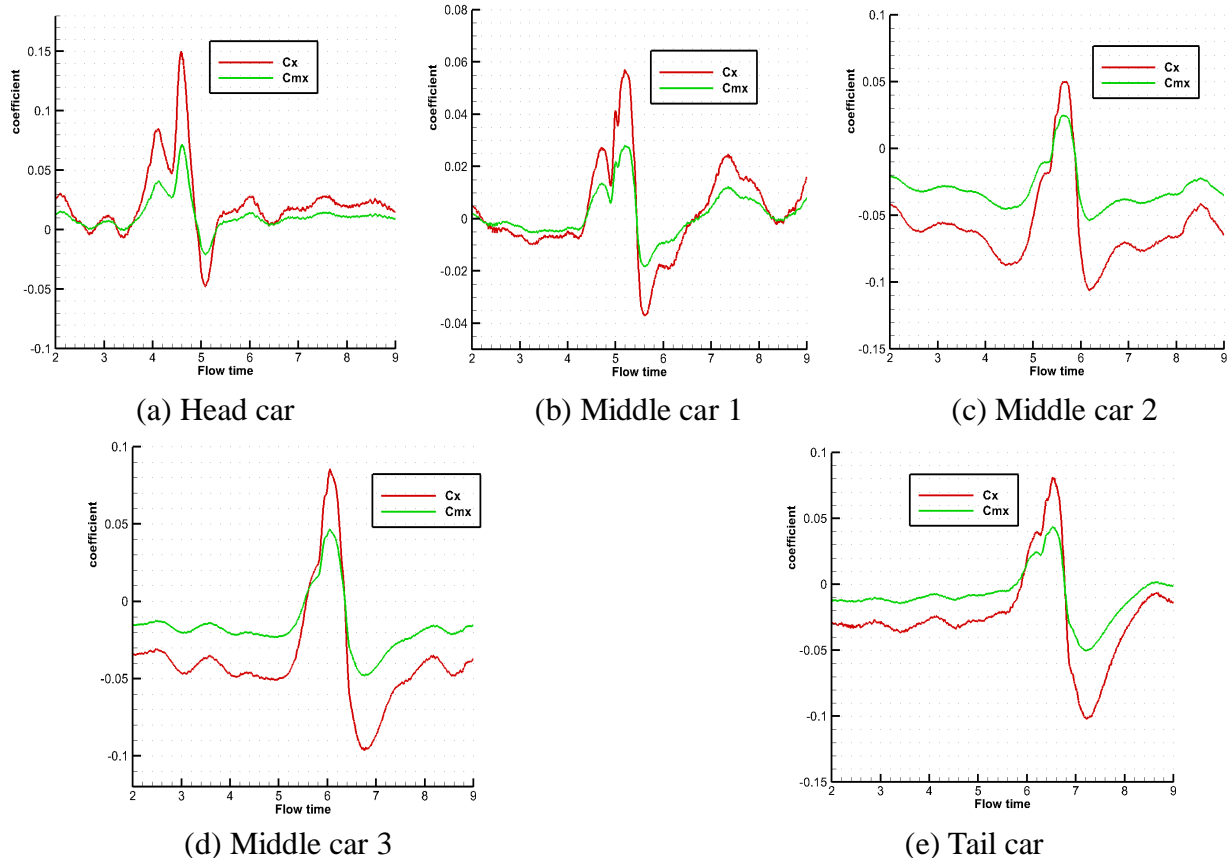 0.15
0.1
0.05
0
-0.05
-0.1
coefficient
Cx
Cmx
2 3 4 5 6 7 8 9
Flow time
(a) Head car
0.08
0.06
0.04
0.02
0
-0.02
-0.04
coefficient
Cx
Cmx
2 3 4 5 6 7 8 9
Flow time
(b) Middle car 1
0.1
0.05
0
-0.05
-0.1
-0.15
coefficient
Cx
Cmx
2 3 4 5 6 7 8 9
Flow time
(c) Middle car 2
0.1
0.05
0
-0.05
-0.1
coefficient
Cx
Cmx
2 3 4 5 6 7 8 9
Flow time
(d) Middle car 3
0.1
0.05
0
-0.05
-0.1
-0.15
coefficient
Cx
Cmx
2 3 4 5 6 7 8 9
Flow time
(e) Tail car